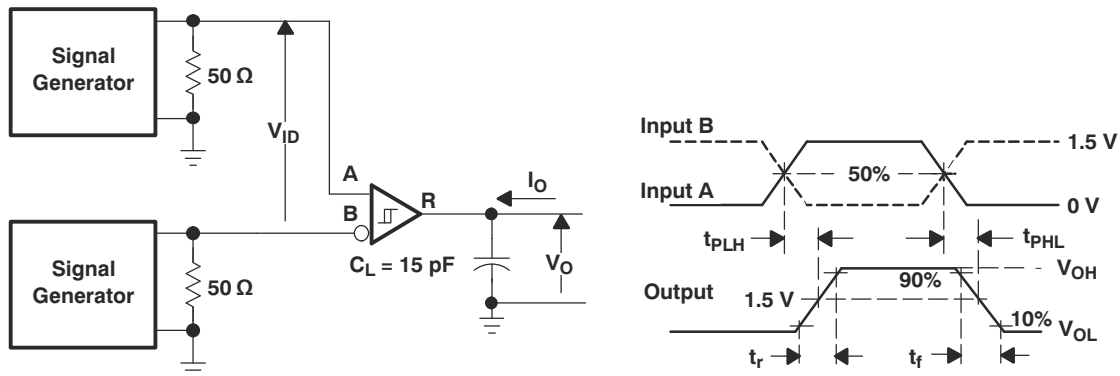 Signal
Generator
50 Ω
V_ID
A
B
R
I_O
C_L = 15 pF
V_O
Signal
Generator
50 Ω
Input B
1.5 V
50%
Input A
0 V
t_PLH
t_PHL
V_OH
90%
Output
1.5 V
10%
V_OL
t_r
t_f